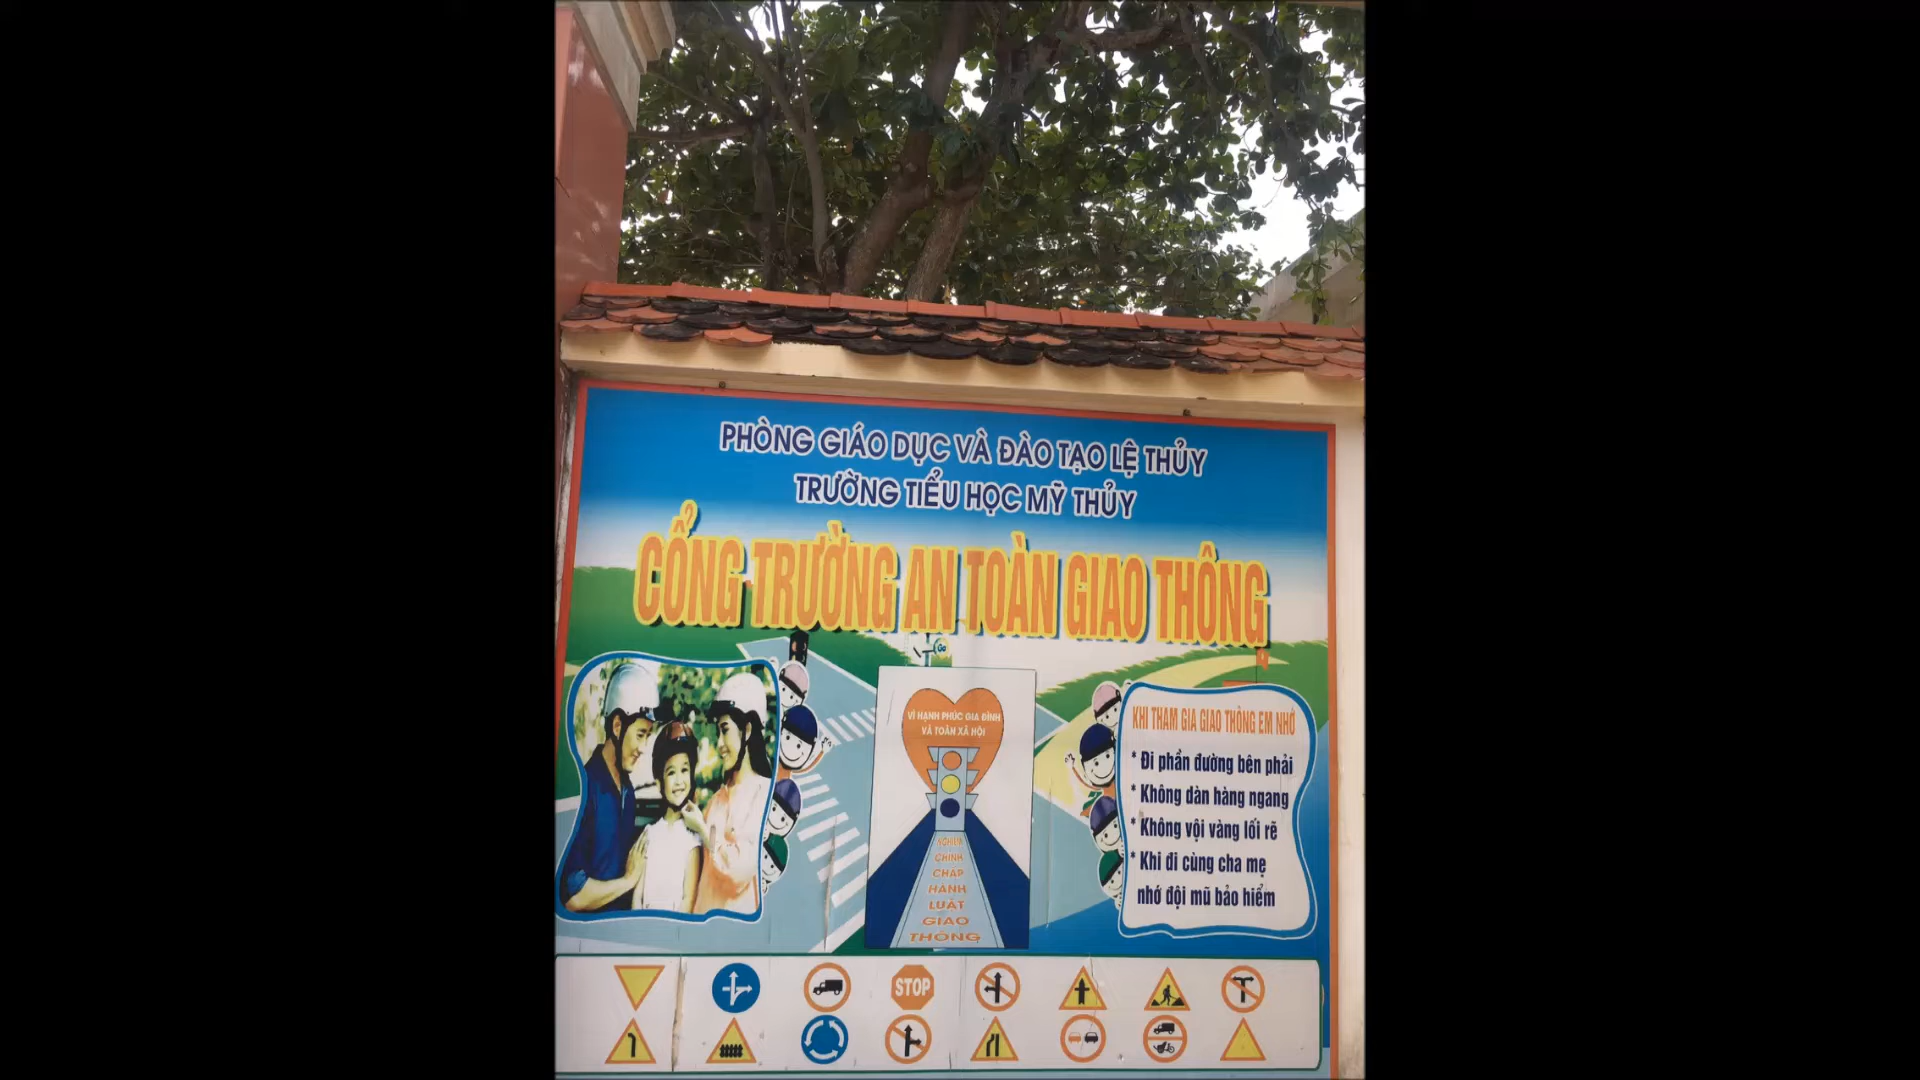 PHÒNG GIÁO DỤC VÀ ĐÀO TẠO LỆ THỦY
TRƯỜNG TIỂU HỌC MỸ THỦY
CỔNG TRƯỜNG AN TOÀN GIAO THÔNG
VÌ HẠNH PHÚC GIA ĐÌNH
VÀ TOÀN XÃ HỘI
NGHIÊM
CHỈNH
CHẤP
HÀNH
LUẬT
GIAO
THÔNG
KHI THAM GIA GIAO THÔNG EM NHỚ
* Đi phần đường bên phải
* Không dàn hàng ngang
* Không vội vàng lối rẽ
* Khi đi cùng cha mẹ
nhớ đội mũ bảo hiểm
STOP